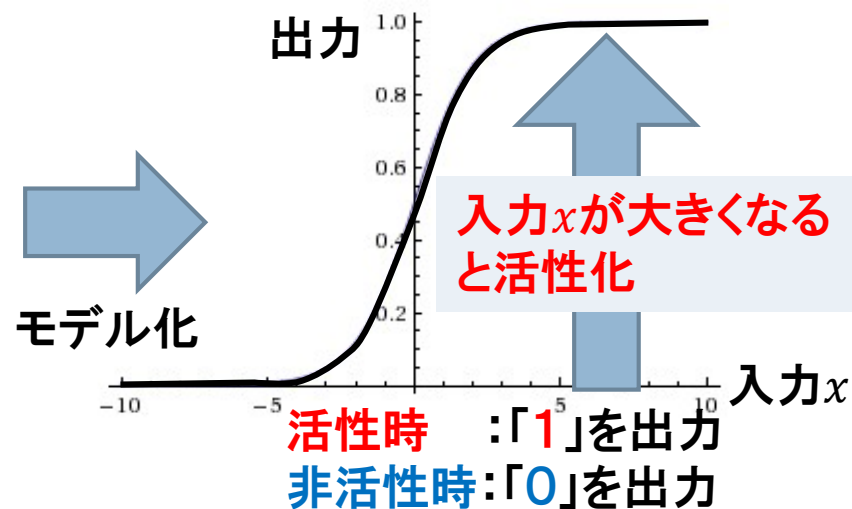 出力
1.0
0.8
0.6
0.4
0.2
入力xが大きくなる
と活性化
モデル化
-10
-5
5
10
入力x
活性時 :「1」を出力
非活性時:「0」を出力